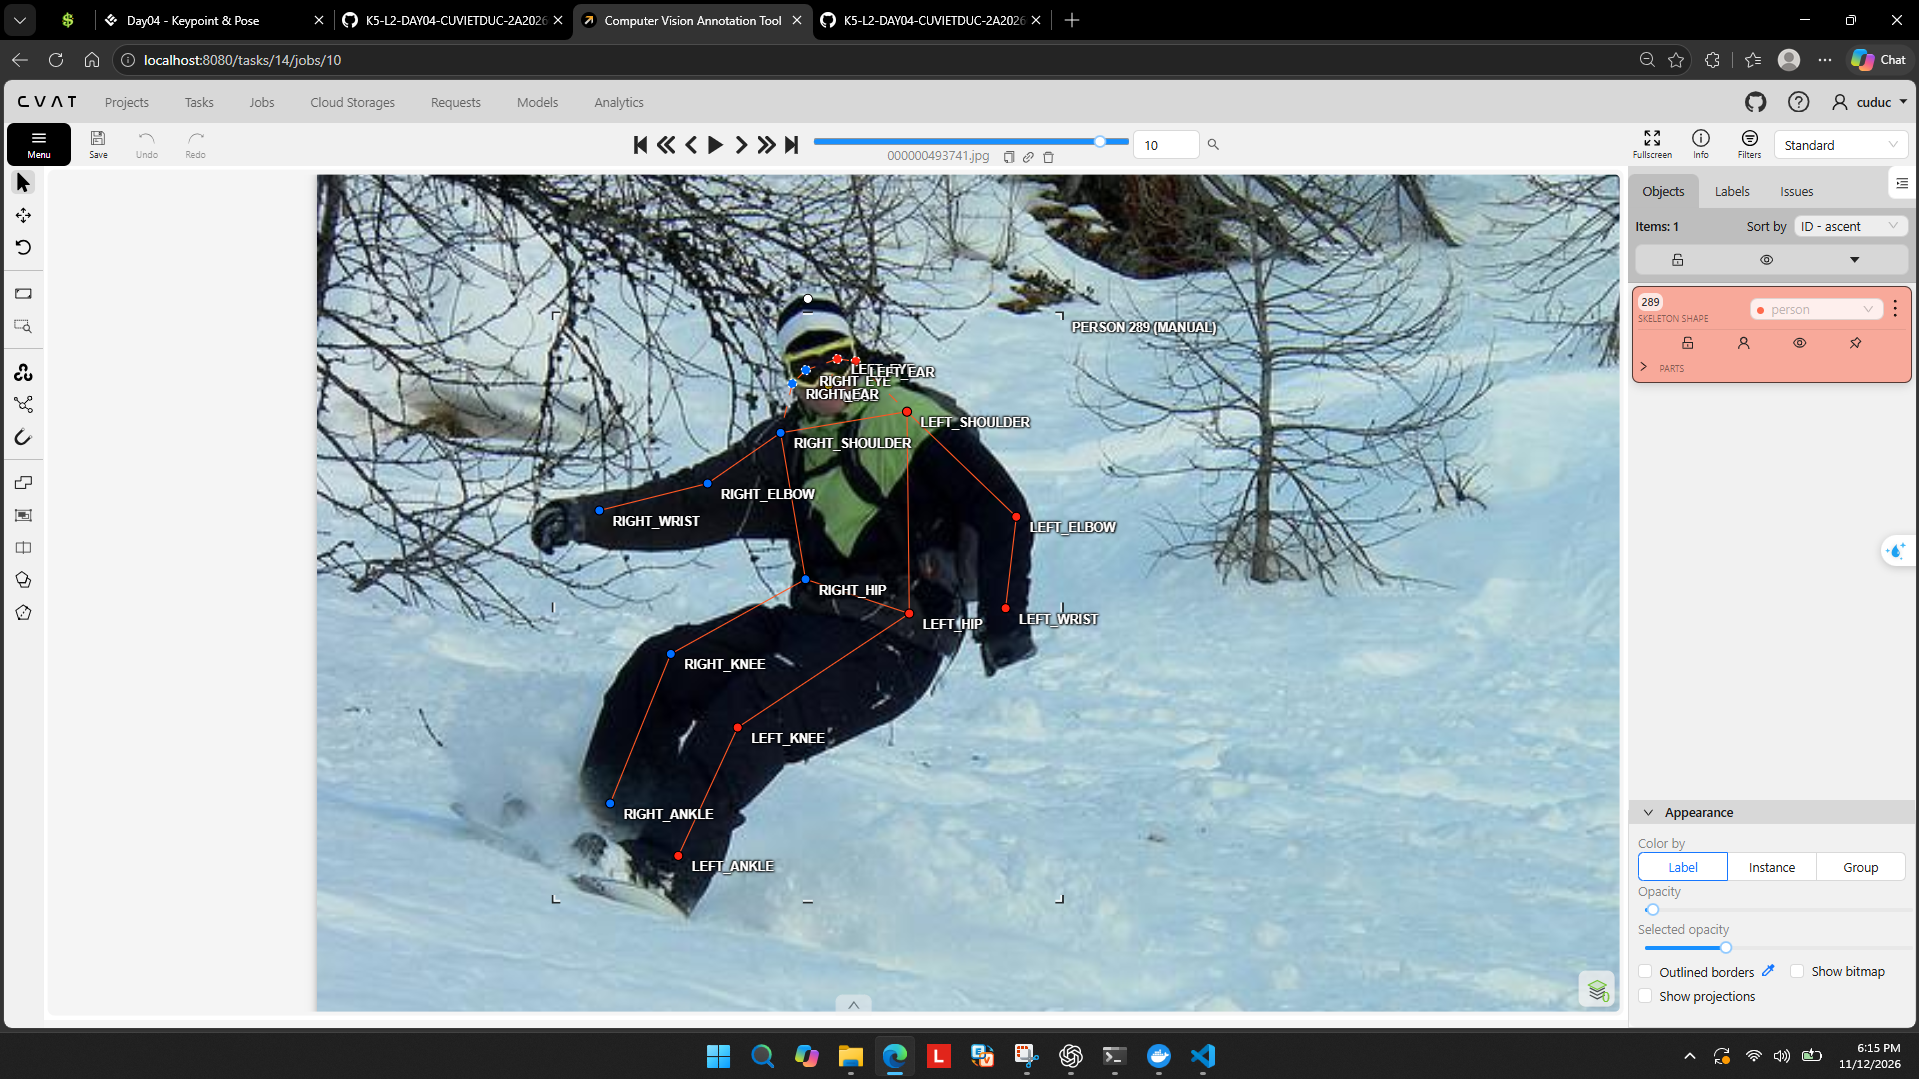 Day04 - Keypoint & Pose
K5-L2-DAY04-CUVIETDUC-2A2026
Computer Vision Annotation Tool
K5-L2-DAY04-CUVIETDUC-2A2026
localhost:8080/tasks/14/jobs/10
Chat
CVAT
Projects
Tasks
Jobs
Cloud Storages
Requests
Models
Analytics
cuduc
Menu
Save
Undo
Redo
000000493741.jpg
10
Fullscreen
Info
Filters
Standard
Objects
Labels
Issues
Items: 1
Sort by
ID - ascent
289
SKELETON SHAPE
person
PARTS
PERSON 289 (MANUAL)
LEFT_EYE
LEFT_EAR
RIGHT_EYE
RIGHT_EAR
LEFT_SHOULDER
RIGHT_SHOULDER
RIGHT_ELBOW
RIGHT_WRIST
LEFT_ELBOW
RIGHT_HIP
LEFT_HIP
LEFT_WRIST
RIGHT_KNEE
LEFT_KNEE
RIGHT_ANKLE
LEFT_ANKLE
Appearance
Color by
Label
Instance
Group
Opacity
Selected opacity
Outlined borders
Show bitmap
Show projections
6:15 PM
11/12/2026